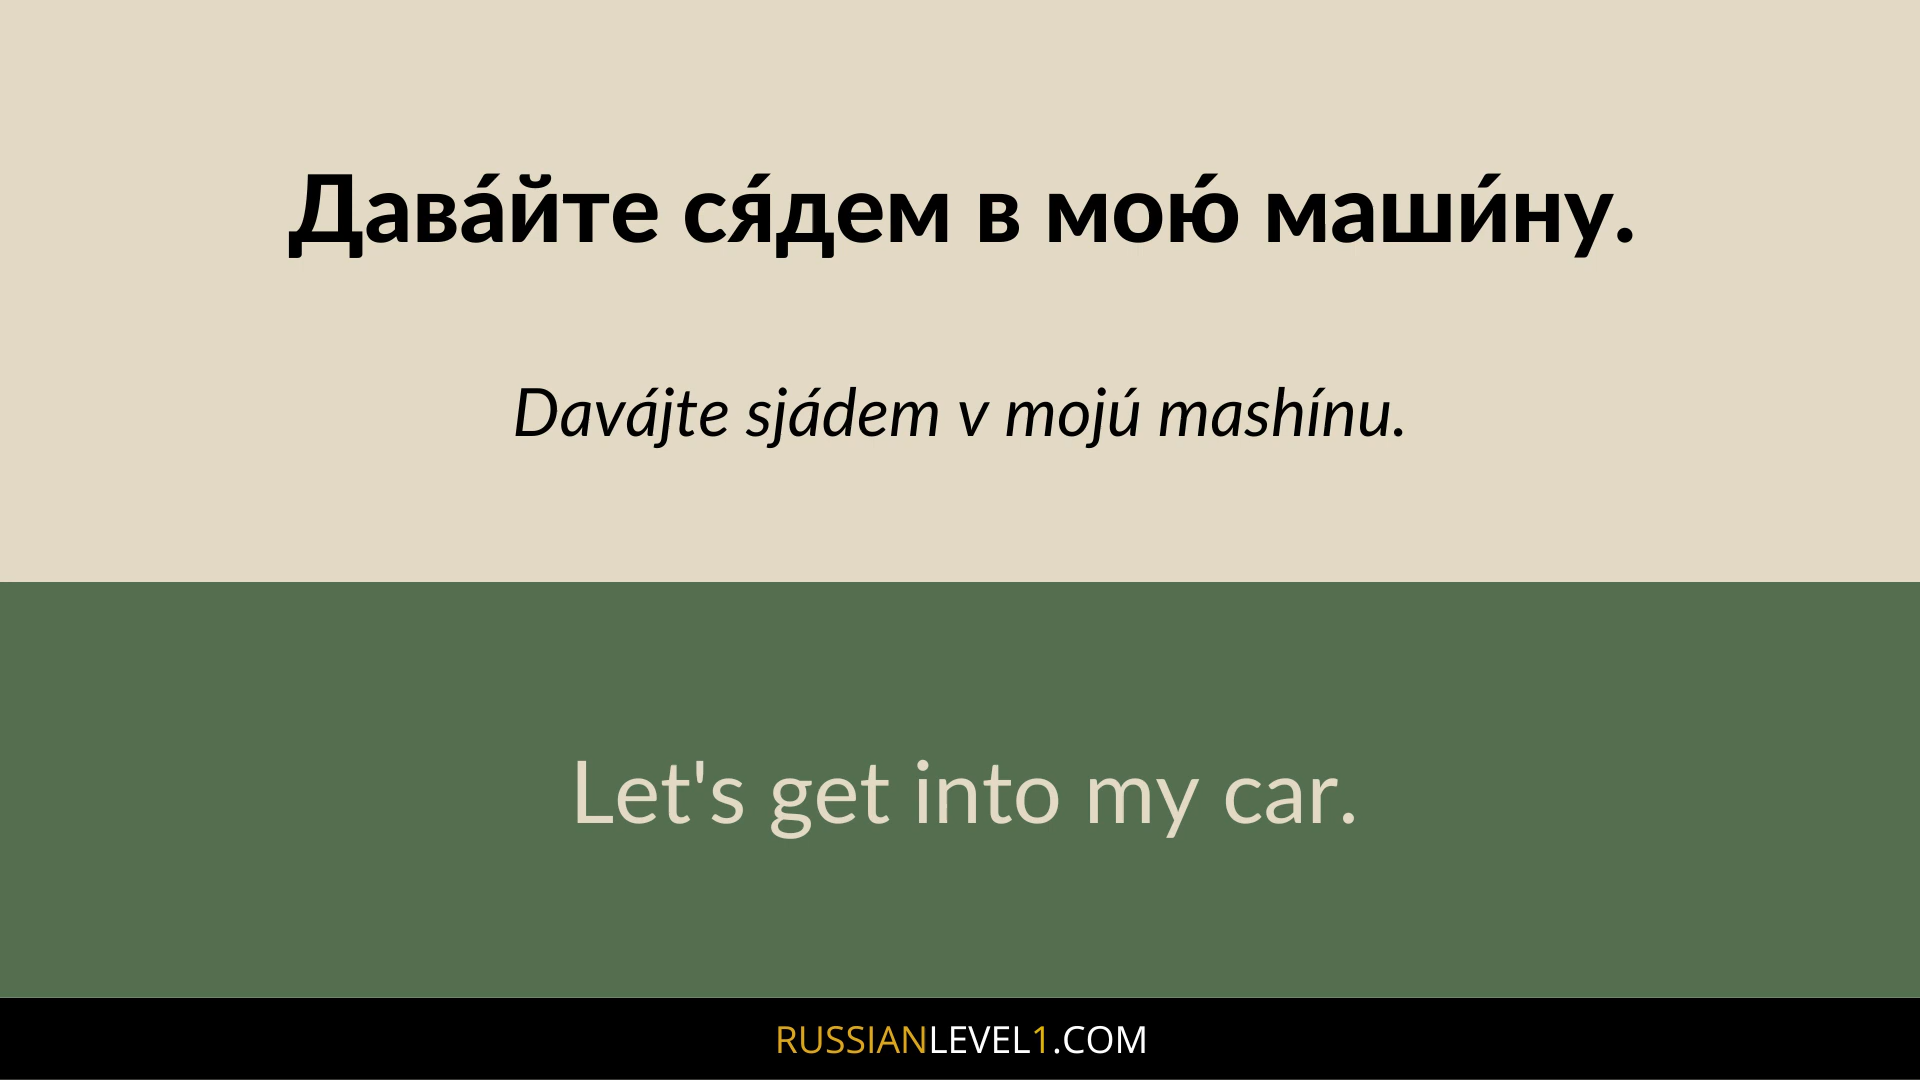 Дава́йте ся́дем в мою́ маши́ну.
Davájte sjádem v mojú mashínu.
Let's get into my car.
RUSSIANLEVEL1.COM